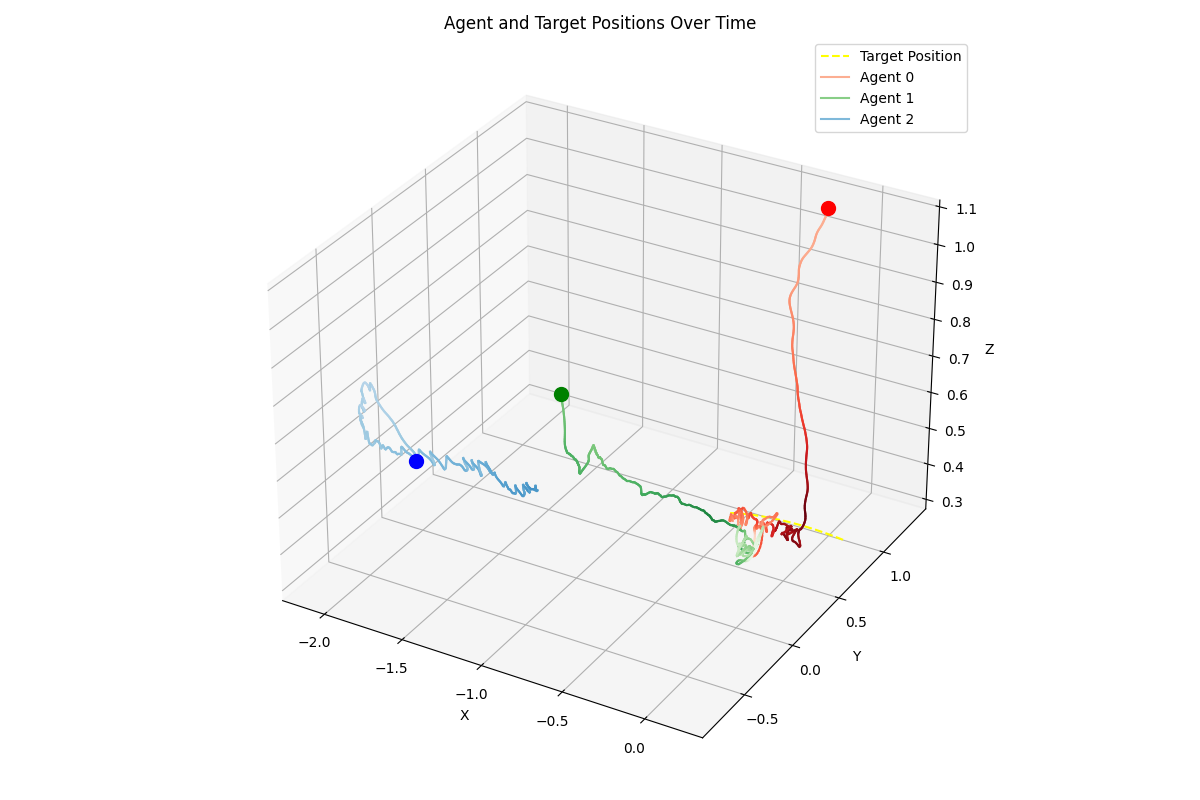 Agent and Target Positions Over Time
Target Position
Agent 0
Agent 1
Agent 2
1.1
1.0
0.9
0.8
0.7
0.6
0.5
0.4
0.3
Z
1.0
0.5
0.0
−0.5
Y
−2.0
−1.5
−1.0
−0.5
0.0
X